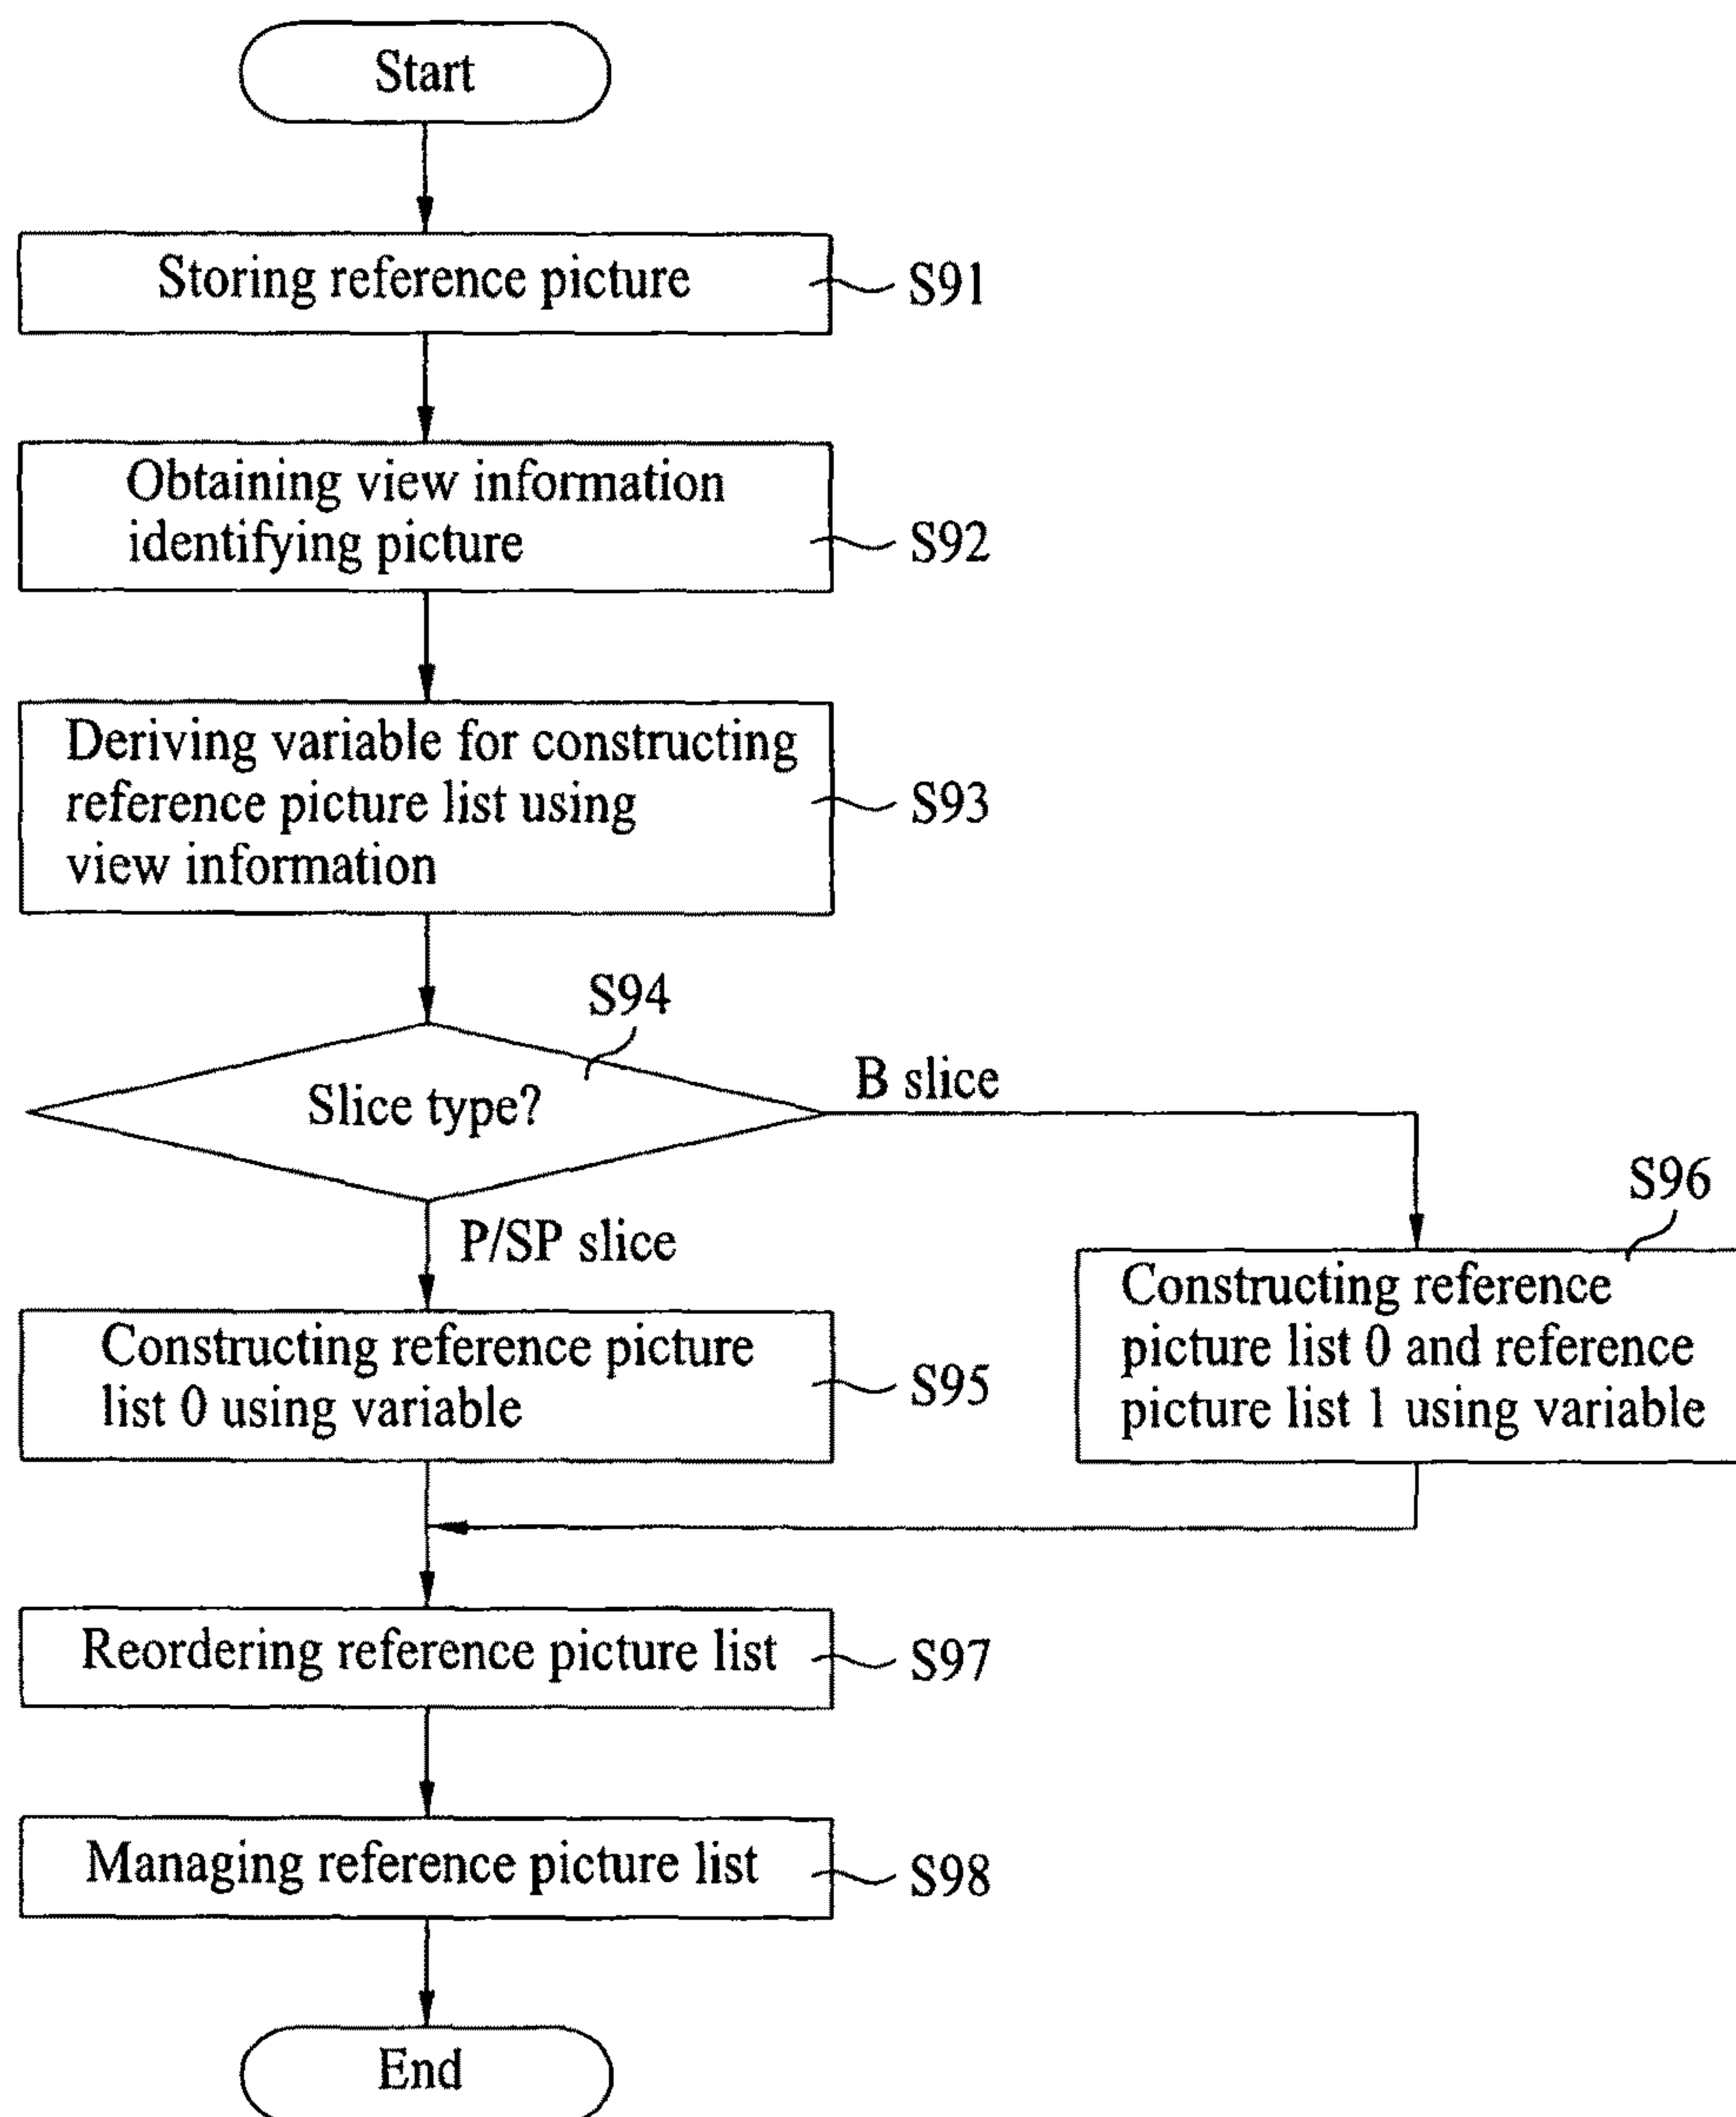 Start
Storing reference picture
S91
Obtaining view information
identifying picture
S92
Deriving variable for constructing
reference picture list using
view information
S93
S94
Slice type?
B slice
P/SP slice
S96
Constructing reference
picture list 0 and reference
picture list 1 using variable
Constructing reference picture
list 0 using variable
S95
Reordering reference picture list
S97
Managing reference picture list
S98
End